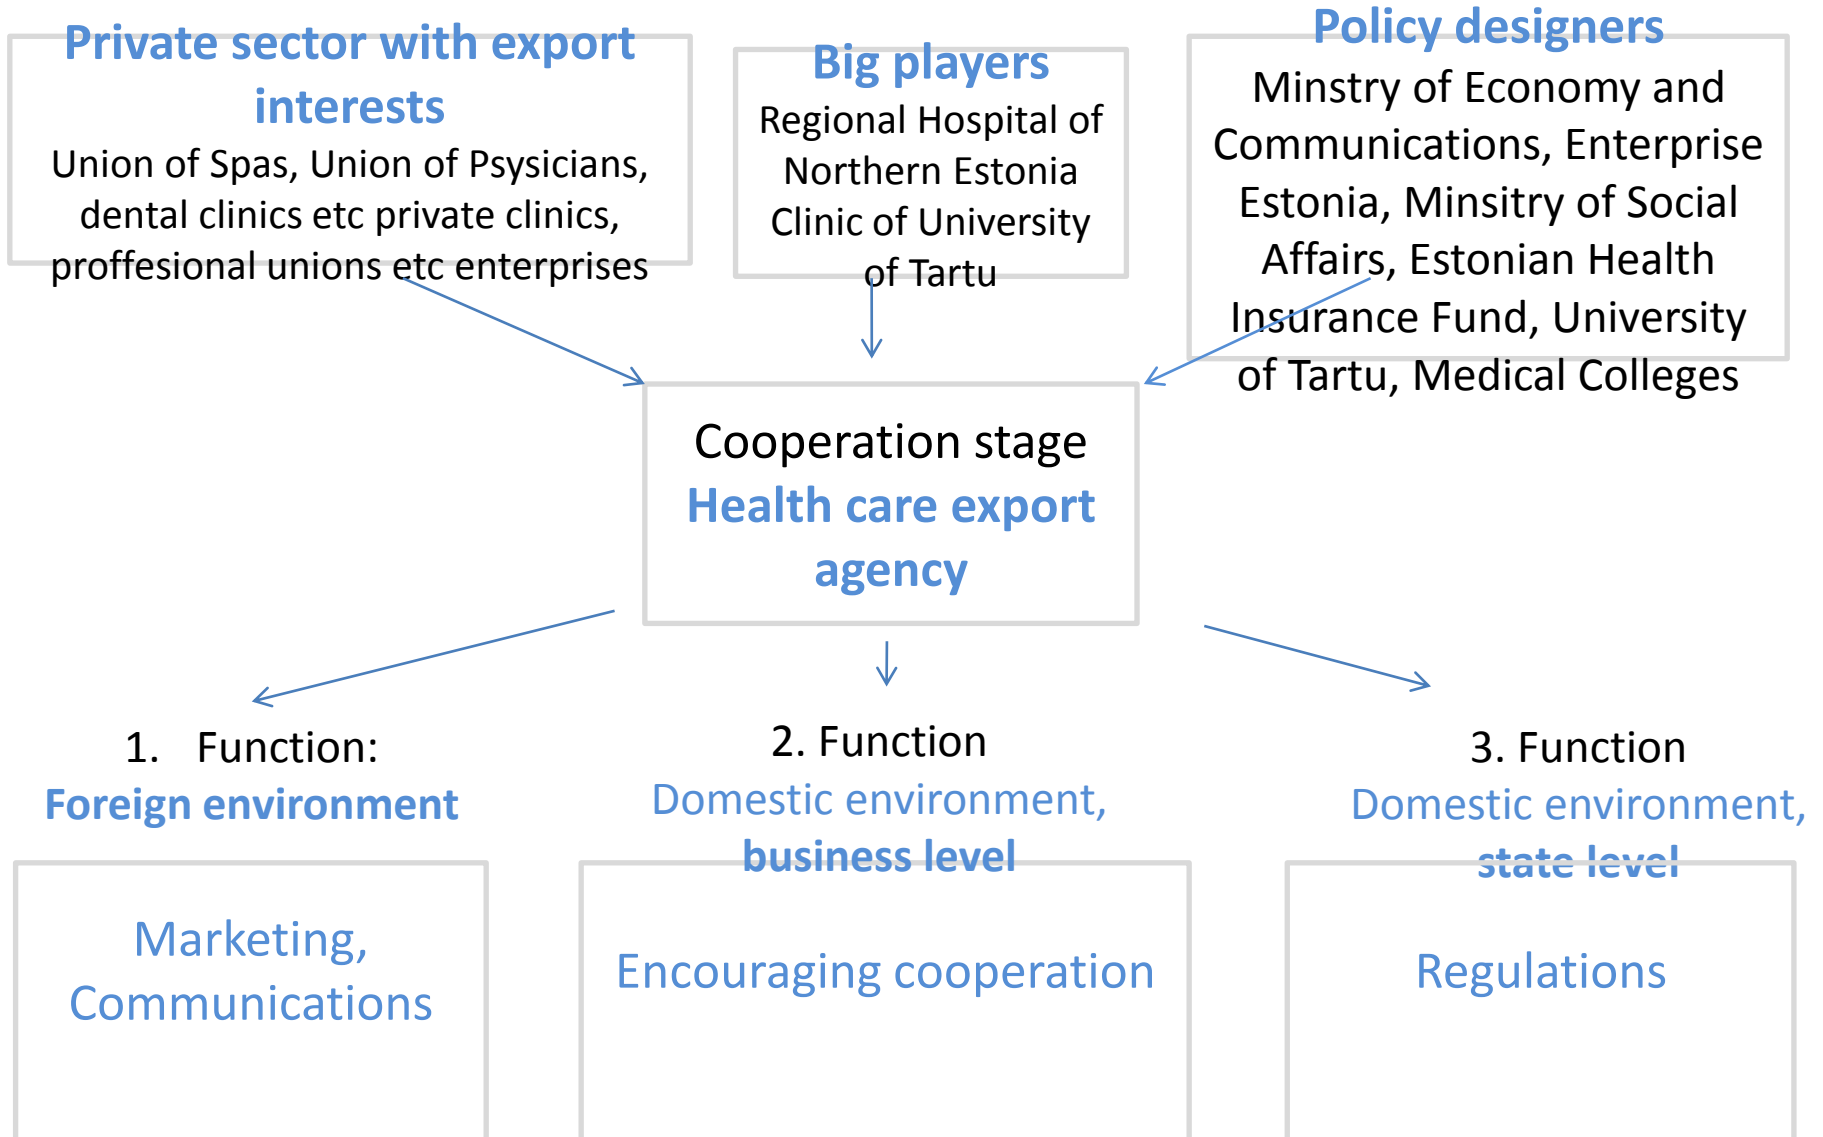 Private sector with export
interests
Union of Spas, Union of Psysicians,
dental clinics etc private clinics,
proffesional unions etc enterprises
Big players
Regional Hospital of
Northern Estonia
Clinic of University
of Tartu
Policy designers
Minstry of Economy and
Communications, Enterprise
Estonia, Minsitry of Social
Affairs, Estonian Health
Insurance Fund, University
of Tartu, Medical Colleges
Cooperation stage
Health care export
agency
1. Function:
Foreign environment
Marketing,
Communications
2. Function
Domestic environment,
business level
Encouraging cooperation
3. Function
Domestic environment,
state level
Regulations